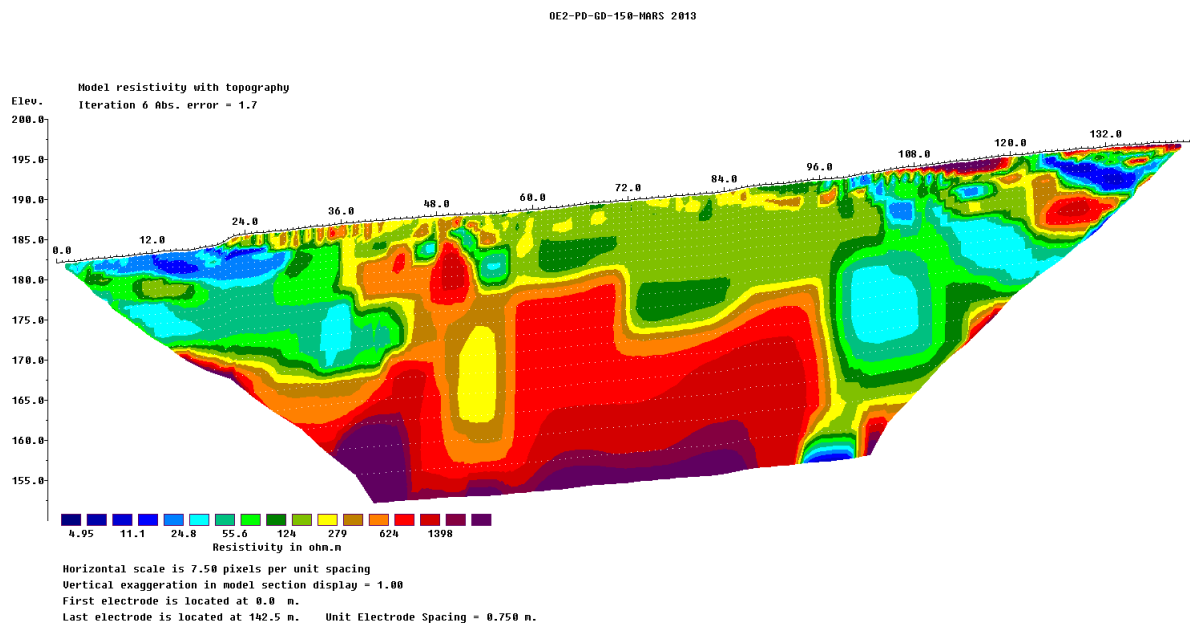 OE2-PD-GD-150-MARS 2013
Model resistivity with topography
Elev.
Iteration 6 Abs. error = 1.7
200.0
195.0
190.0
185.0
180.0
175.0
170.0
165.0
160.0
155.0
0.0 12.0 24.0 36.0 48.0 60.0 72.0 84.0 96.0 108.0 120.0 132.0
4.95 11.1 24.8 55.6 124 279 624 1398
Resistivity in ohm.m
Horizontal scale is 7.50 pixels per unit spacing
Vertical exaggeration in model section display = 1.00
First electrode is located at 0.0 m.
Last electrode is located at 142.5 m. Unit Electrode Spacing = 0.750 m.